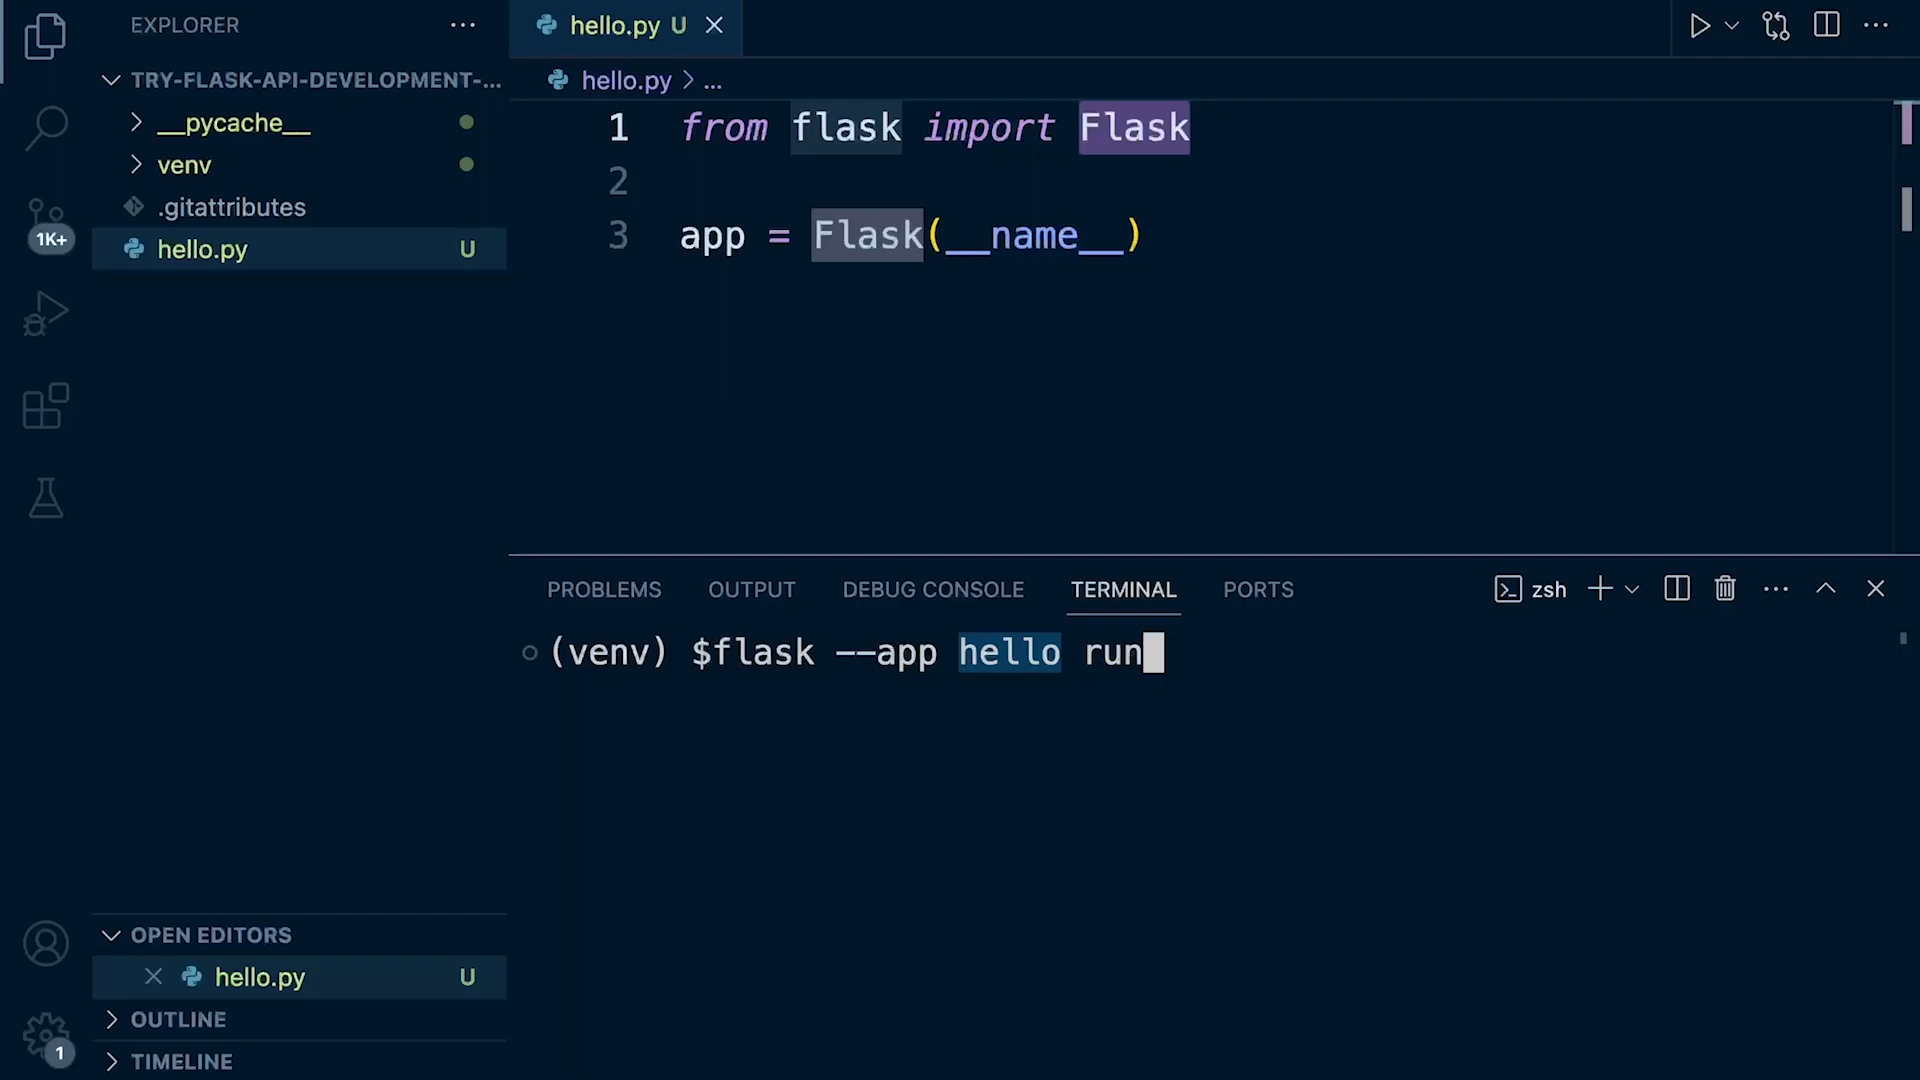 EXPLORER
TRY-FLASK-API-DEVELOPMENT-...
__pycache__
venv
.gitattributes
hello.py U
1K+
hello.py U
hello.py > ...
1 from flask import Flask
2
3 app = Flask(__name__)
PROBLEMS OUTPUT DEBUG CONSOLE TERMINAL PORTS zsh
(venv) $flask --app hello run
OPEN EDITORS
hello.py U
OUTLINE
TIMELINE
1